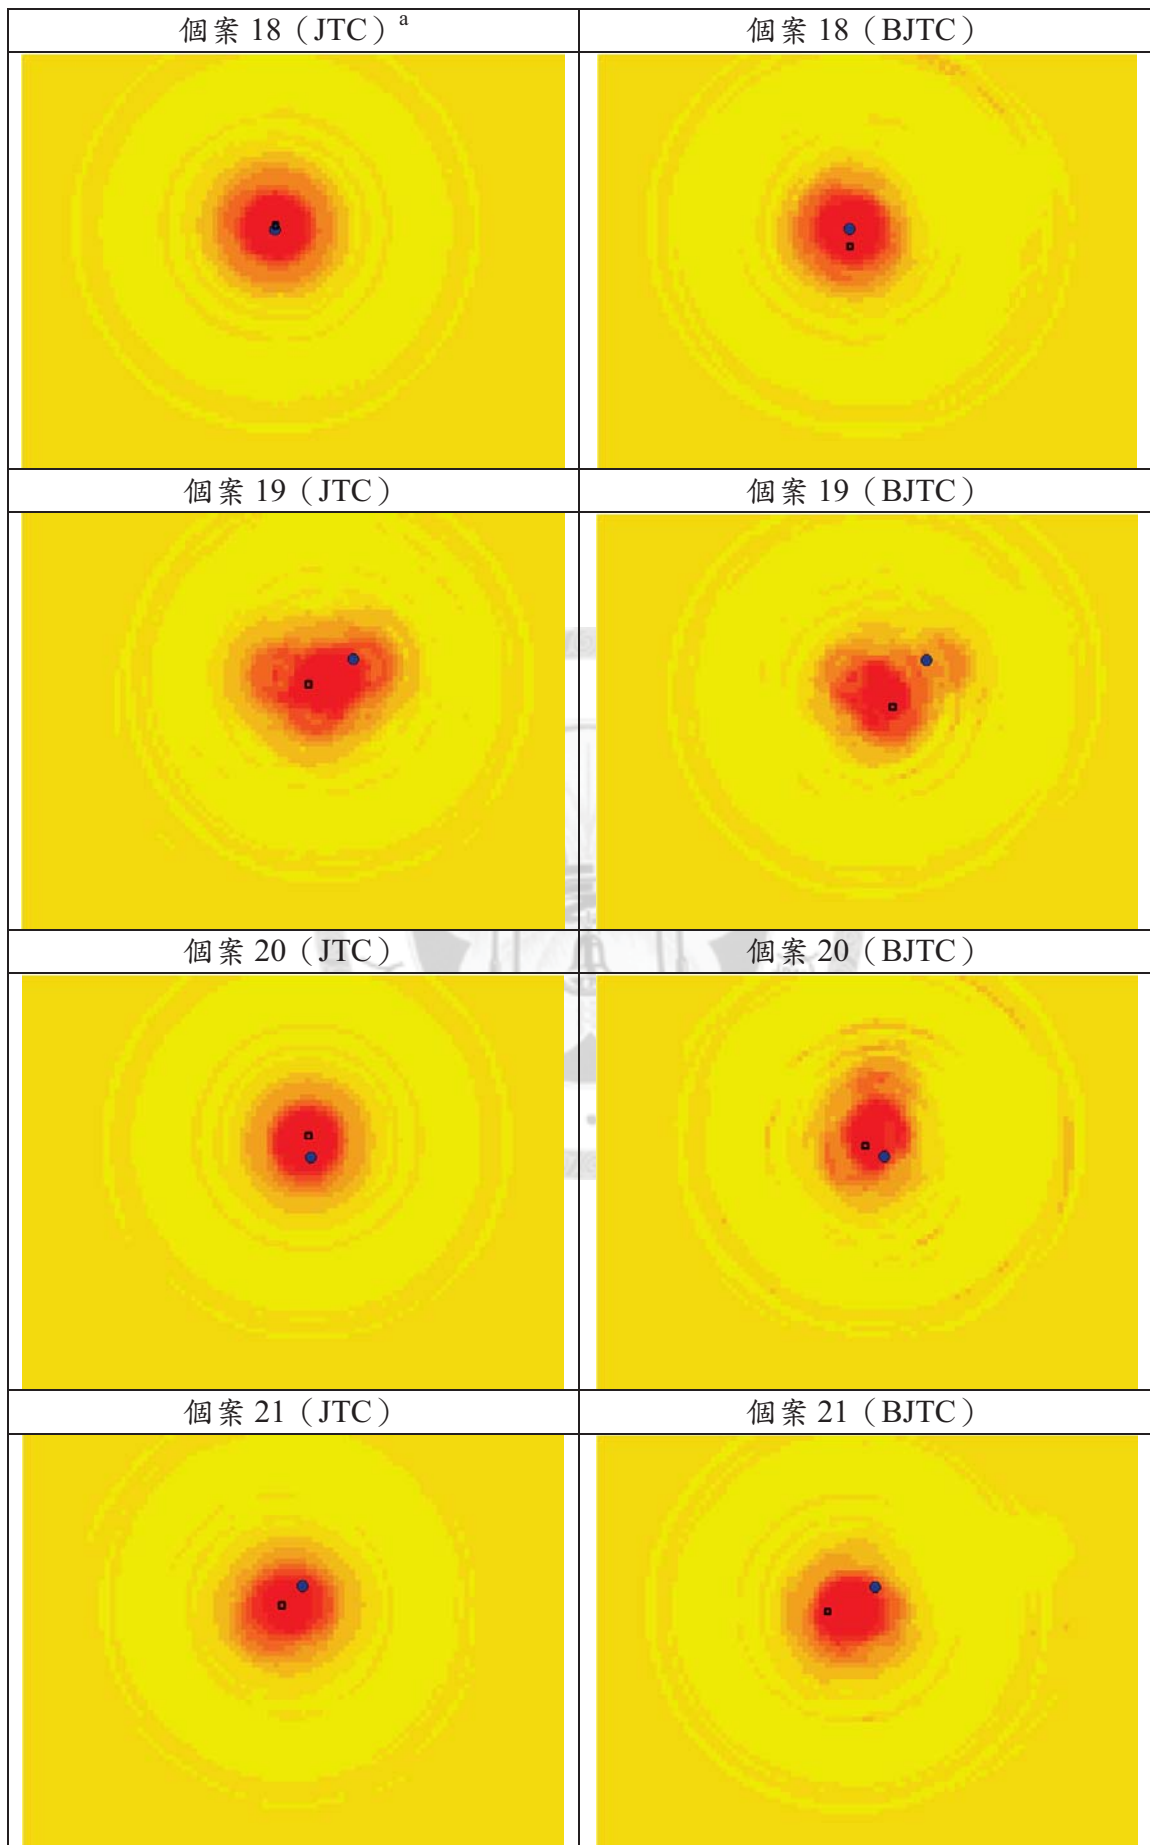 個案 18（JTC）a
個案 18（BJTC）
個案 19（JTC）
個案 19（BJTC）
個案 20（JTC）
個案 20（BJTC）
個案 21（JTC）
個案 21（BJTC）